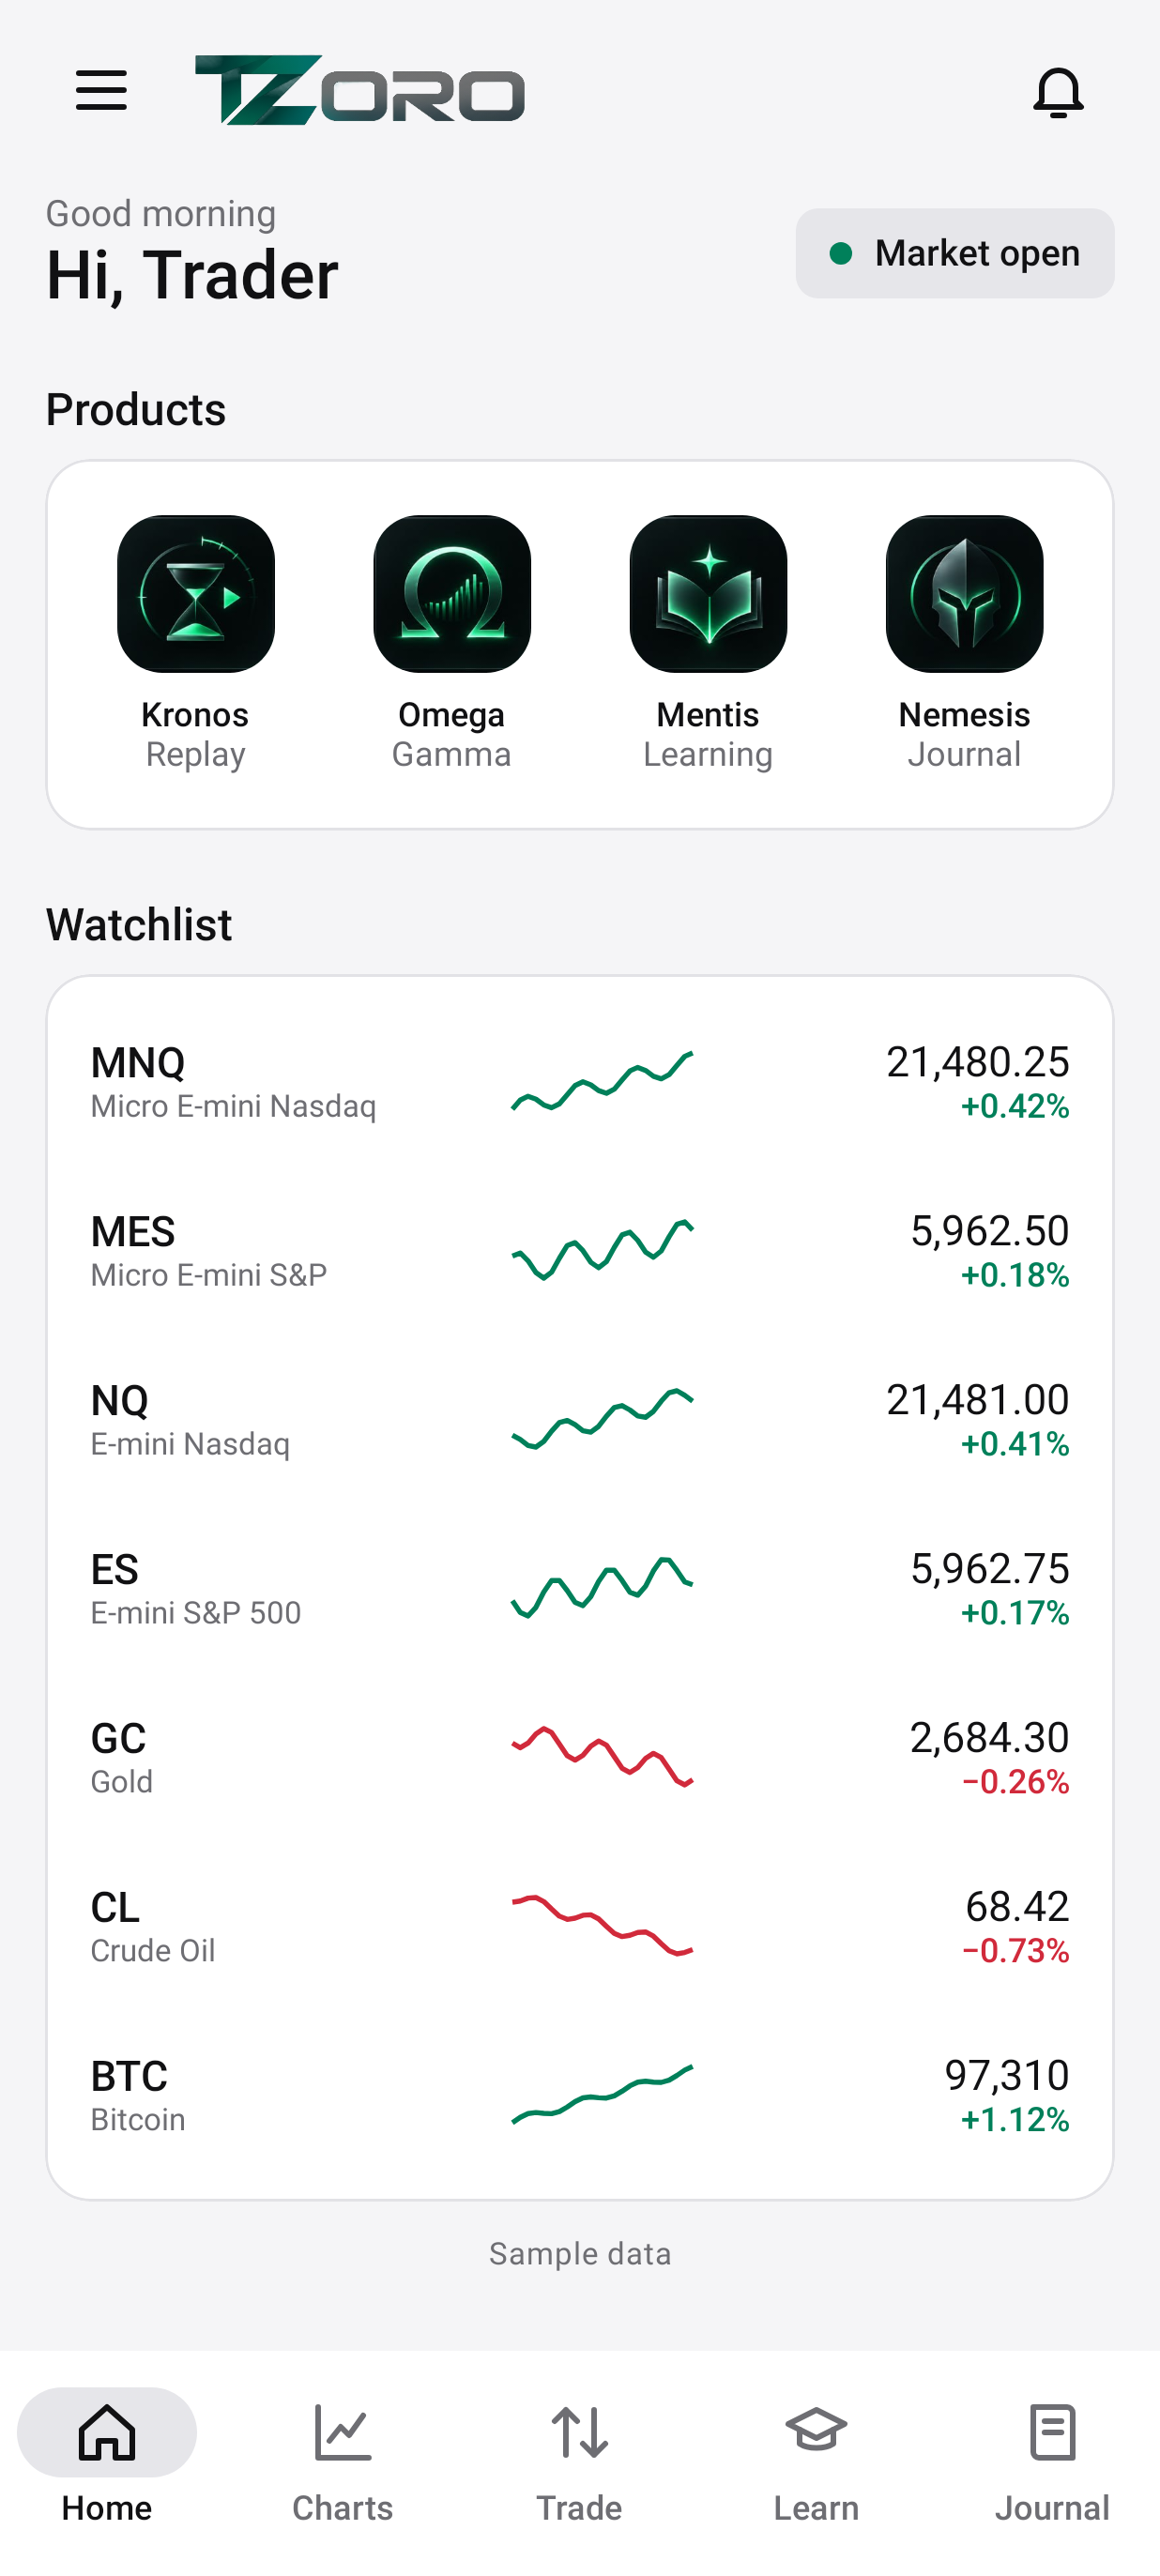 TZORO
Good morning
Hi, Trader
Market open
Products
Kronos
Replay
Omega
Gamma
Mentis
Learning
Nemesis
Journal
Watchlist
MNQ
Micro E-mini Nasdaq
21,480.25
+0.42%
MES
Micro E-mini S&P
5,962.50
+0.18%
NQ
E-mini Nasdaq
21,481.00
+0.41%
ES
E-mini S&P 500
5,962.75
+0.17%
GC
Gold
2,684.30
−0.26%
CL
Crude Oil
68.42
−0.73%
BTC
Bitcoin
97,310
+1.12%
Sample data
Home
Charts
Trade
Learn
Journal